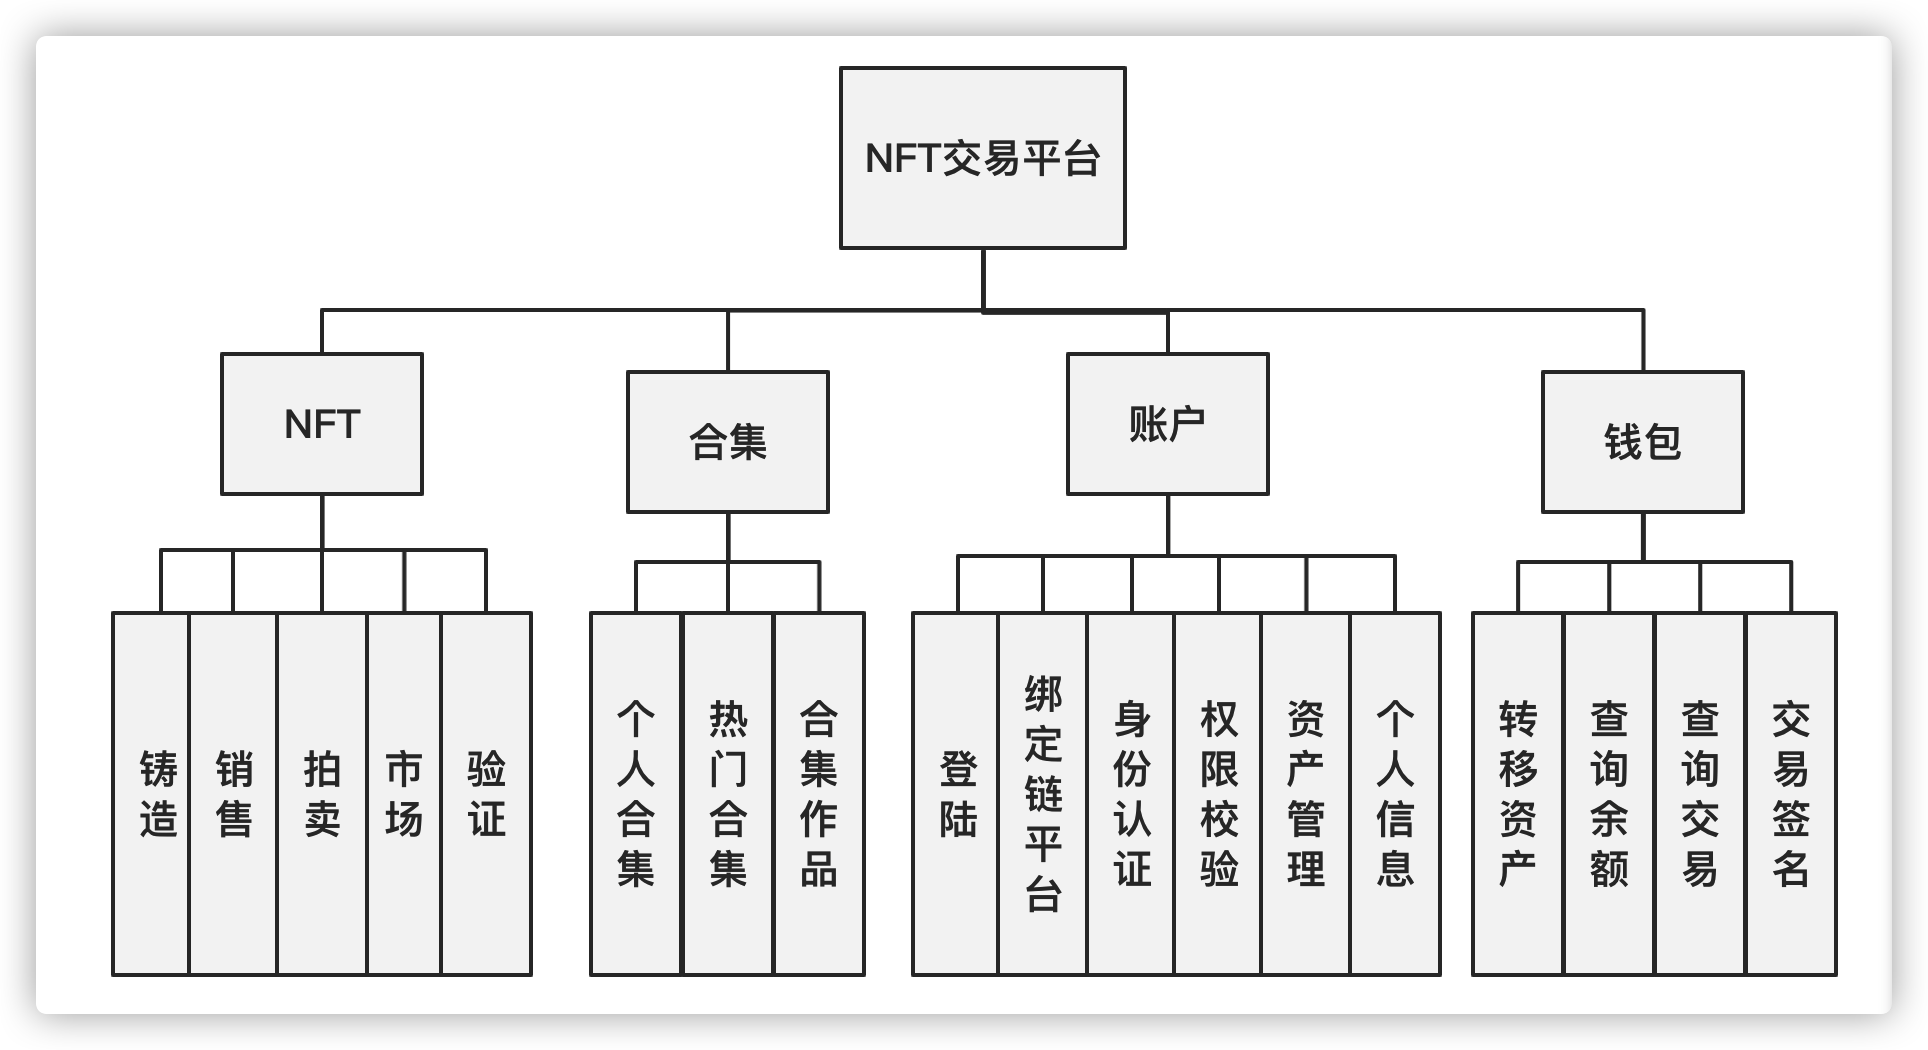 NFT交易平台
NFT
合集
账户
钱包
铸造
销售
拍卖
市场
验证
个人合集
热门合集
合集作品
登陆
绑定链平台
身份认证
权限校验
资产管理
个人信息
转移资产
查询余额
查询交易
交易签名